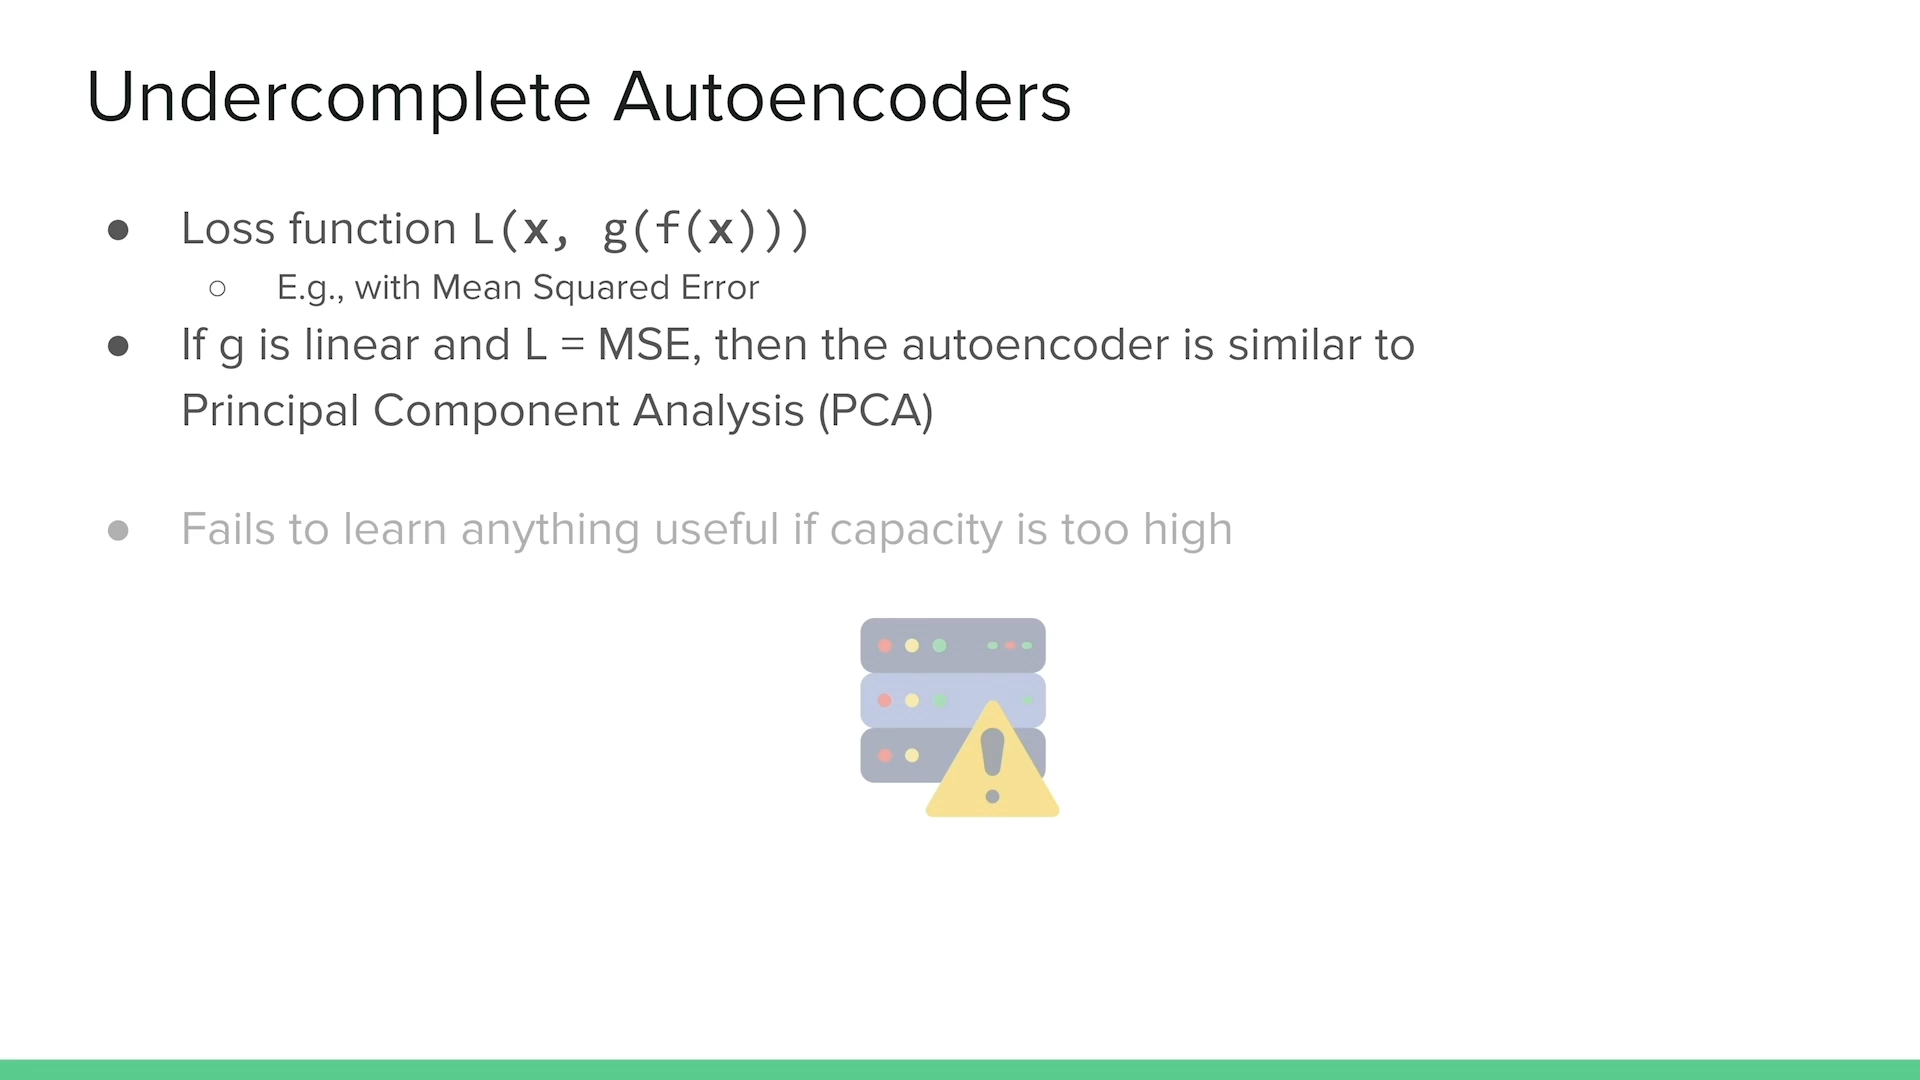 Undercomplete Autoencoders
● Loss function L(x, g(f(x)))
○ E.g., with Mean Squared Error
● If g is linear and L = MSE, then the autoencoder is similar to
Principal Component Analysis (PCA)
● Fails to learn anything useful if capacity is too high